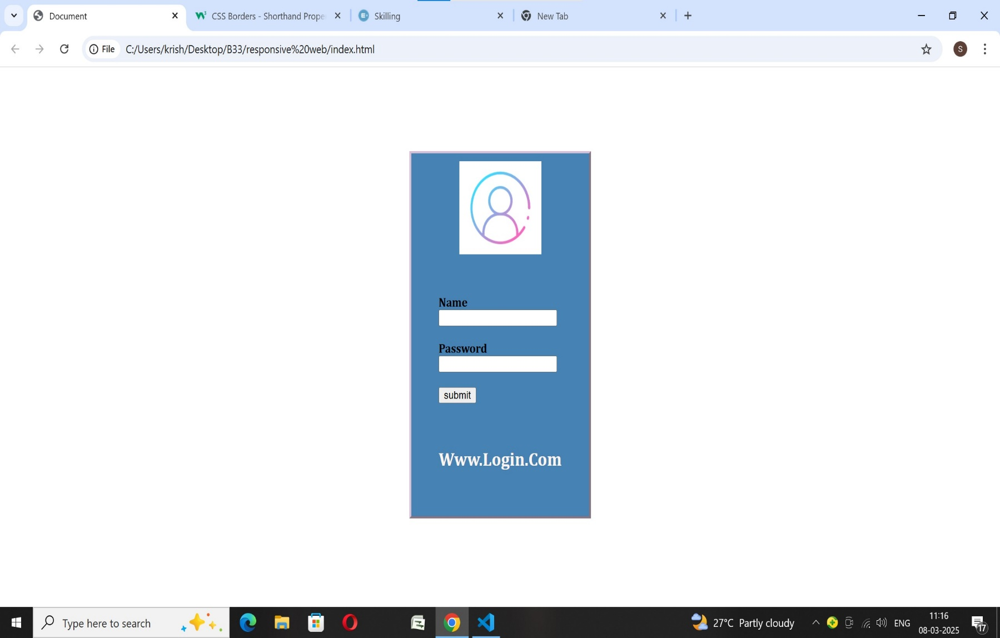 Document
CSS Borders - Shorthand Prope
Skilling
New Tab
File
C:/Users/krish/Desktop/B33/responsive%20web/index.html
S
Name
Password
submit
Www.Login.Com
Type here to search
27°C Partly cloudy
ENG
11:16
08-03-2025
17